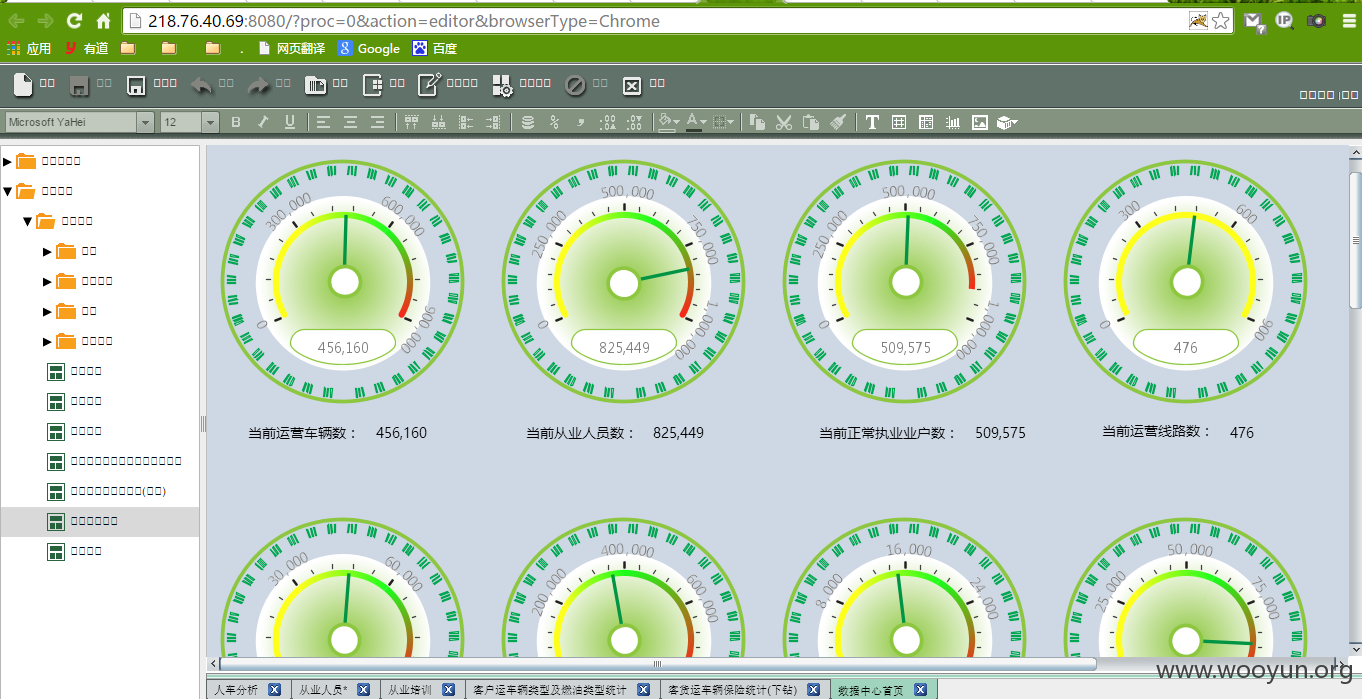 218.76.40.69:8080/?proc=0&action=editor&browserType=Chrome
应用 有道 . 网页翻译 Google 百度
Microsoft YaHei 12
300,000 600,000 0 900,000
456,160
250,000 500,000 750,000 0 1,000,000
825,449
250,000 500,000 750,000 0 1,000,000
509,575
300 600 0 900
476
当前运营车辆数： 456,160
当前从业人员数： 825,449
当前正常执业业户数： 509,575
当前运营线路数： 476
30,000 60,000
200,000 400,000 600,000
8,000 16,000 24,000
25,000 50,000 75,000
人车分析 从业人员* 从业培训 客户运车辆类型及燃油类型统计 客货运车辆保险统计(下钻) 数据中心首页
www.wooyun.org